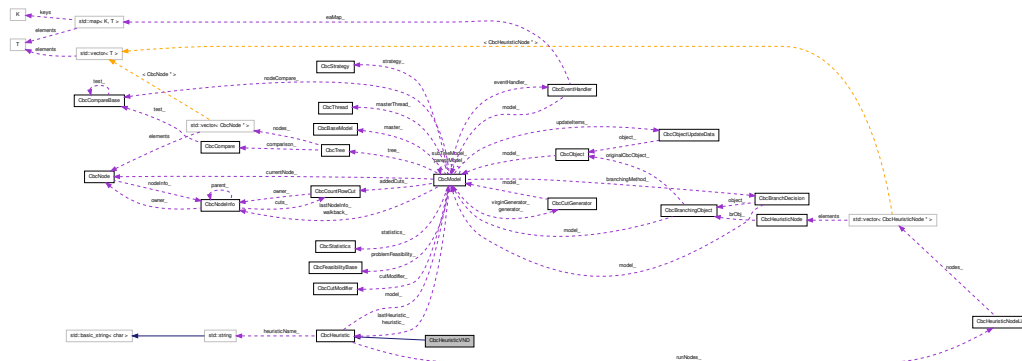 K
keys
elements
T
elements
std::map< K, T >
std::vector< T >
eaMap_
< CbcHeuristicNode * >
< CbcNode * >
test_
CbcCompareBase
nodeCompare_
CbcStrategy
strategy_
eventHandler_
CbcEventHandler
model_
CbcThread
masterThread_
test_
std::vector< CbcNode * >
nodes_
CbcBaseModel
master_
updateItems_
CbcObjectUpdateData
object_
elements
CbcCompare
comparison_
CbcTree
tree_
subTreeModel_
parentModel_
model_
CbcObject
originalCbcObject_
CbcNode
currentNode_
CbcModel
branchingMethod_
nodeInfo_
parent_
owner_
CbcNodeInfo
owner_
cuts_
CbcCountRowCut
addedCuts_
lastNodeInfo_
walkback_
model_
virginGenerator_
generator_
CbcCutGenerator
CbcBranchingObject
object_
CbcBranchDecision
brObj_
CbcHeuristicNode
elements
std::vector< CbcHeuristicNode * >
model_
CbcStatistics
statistics_
CbcFeasibilityBase
problemFeasibility_
model_
CbcCutModifier
cutModifier_
nodes_
model_
lastHeuristic_
heuristic_
std::basic_string< char >
std::string
heuristicName_
CbcHeuristic
CbcHeuristicVND
runNodes_